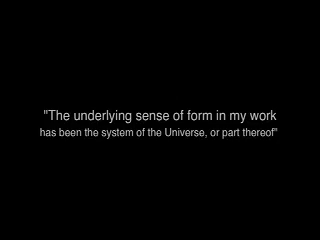 "The underlying sense of form in my work
has been the system of the Universe, or part thereof"